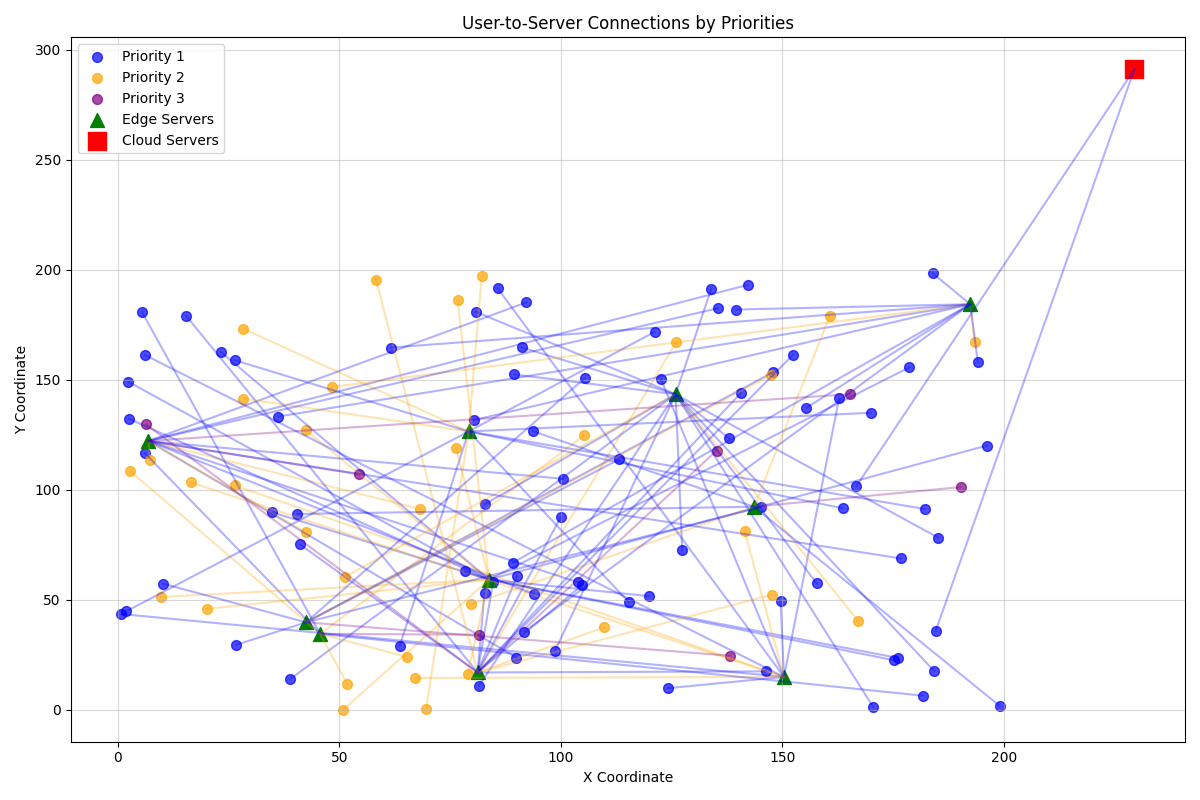 User-to-Server Connections by Priorities
Priority 1
Priority 2
Priority 3
Edge Servers
Cloud Servers
300
250
200
150
100
50
0
Y Coordinate
0
50
100
150
200
X Coordinate